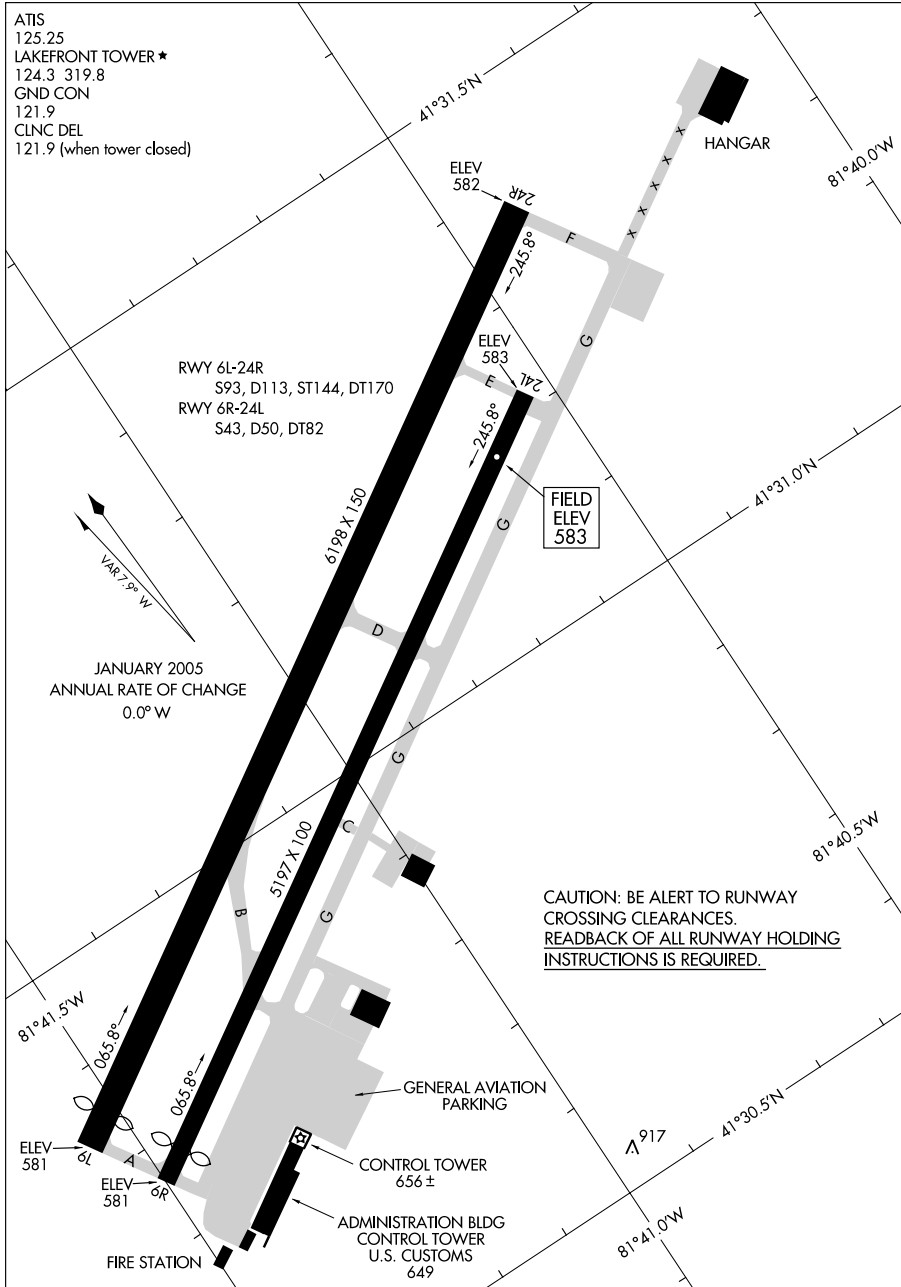 ATIS
125.25
LAKEFRONT TOWER ★
124.3 319.8
GND CON
121.9
CLNC DEL
121.9 (when tower closed)
41°31.5'N
HANGAR
81°40.0'W
ELEV
582
24R
F
X
X
X
X
X
245.8°
G
ELEV
583
24L
E
RWY 6L-24R
S93, D113, ST144, DT170
RWY 6R-24L
S43, D50, DT82
245.8°
41°31.0'N
FIELD
ELEV
583
G
6198 X 150
VAR 7.9° W
D
JANUARY 2005
ANNUAL RATE OF CHANGE
0.0° W
G
C
81°40.5'W
5197 X 100
CAUTION: BE ALERT TO RUNWAY
CROSSING CLEARANCES.
READBACK OF ALL RUNWAY HOLDING
INSTRUCTIONS IS REQUIRED.
B
G
81°41.5'W
065.8°
065.8°
GENERAL AVIATION
PARKING
41°30.5'N
917
ELEV
581
6L
A
CONTROL TOWER
656 ±
ELEV
581
6R
ADMINISTRATION BLDG
CONTROL TOWER
U.S. CUSTOMS
649
81°41.0'W
FIRE STATION